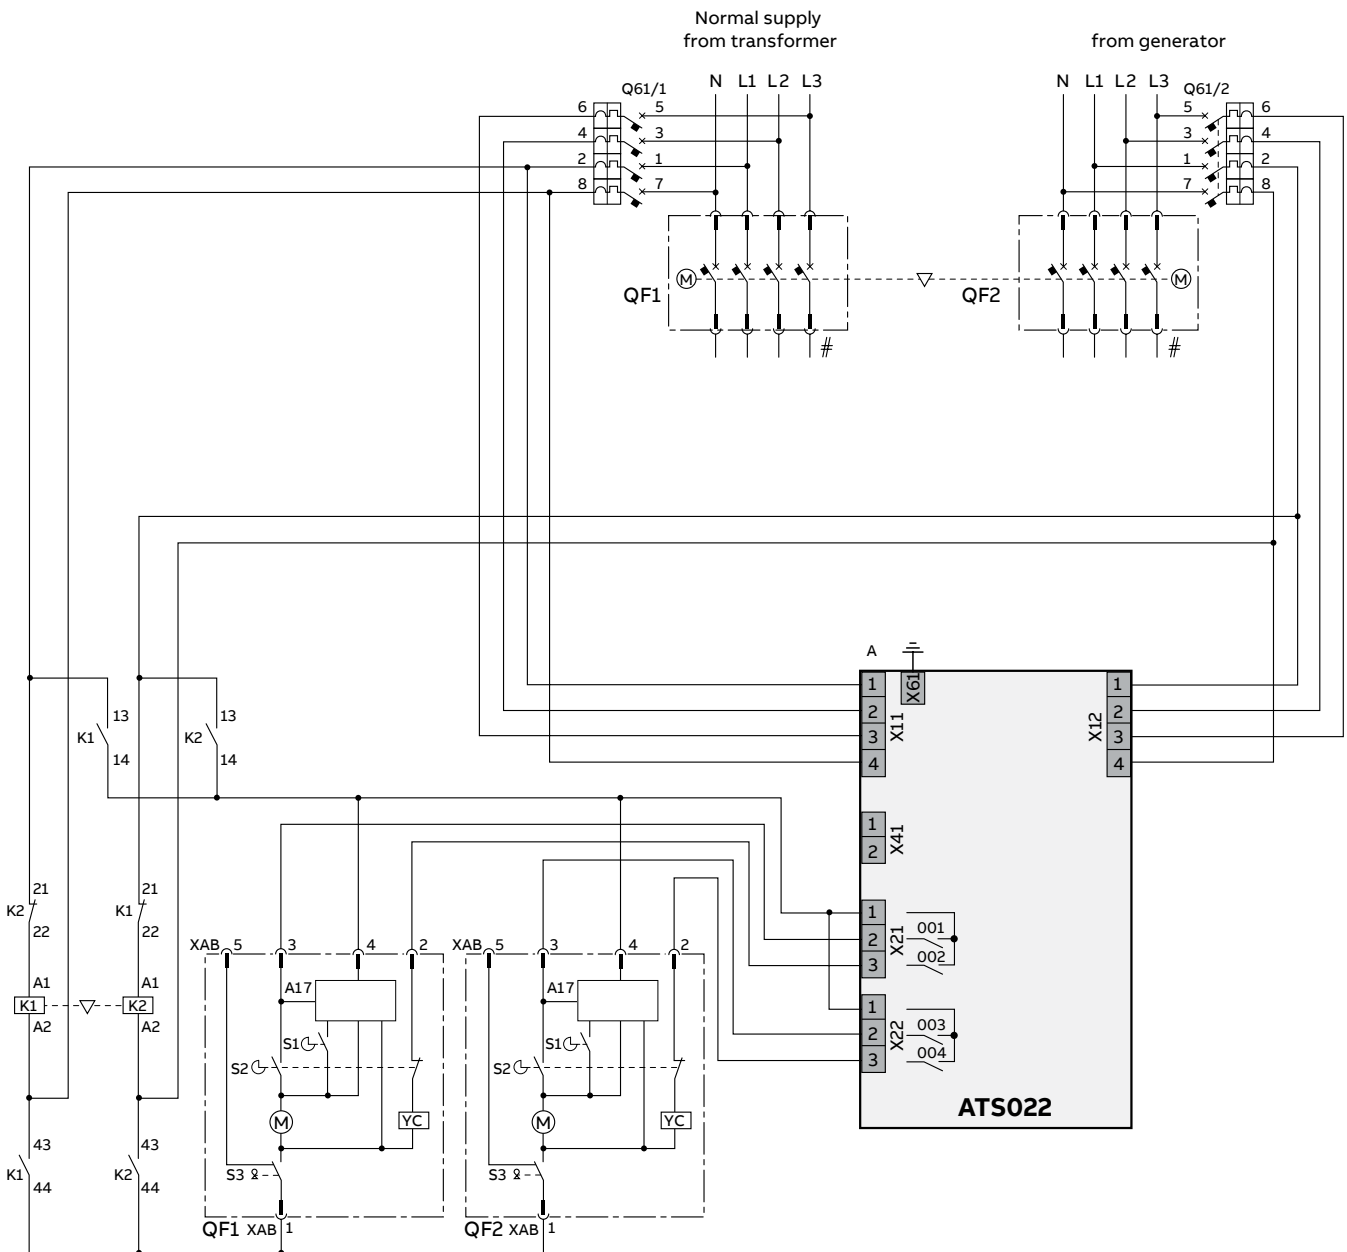 Normal supply
from transformer
from generator
N L1 L2 L3
N L1 L2 L3
Q61/1
Q61/2
6 5
4 3
2 1
8 7
5 6
3 4
1 2
7 8
M
QF1
#
QF2
M
#
A
X61
1
2
3
4
X11
1
2
3
4
X12
13
K1
14
13
K2
14
1
2
X41
21
K2
22
21
K1
22
1
2
3
X21
001
002
1
2
3
X22
003
004
ATS022
A1
K1
A2
A1
K2
A2
XAB 5 3 4 2
A17
S1
S2
M
YC
S3
QF1 XAB 1
XAB 5 3 4 2
A17
S1
S2
M
YC
S3
QF2 XAB 1
43
K1
44
43
K2
44